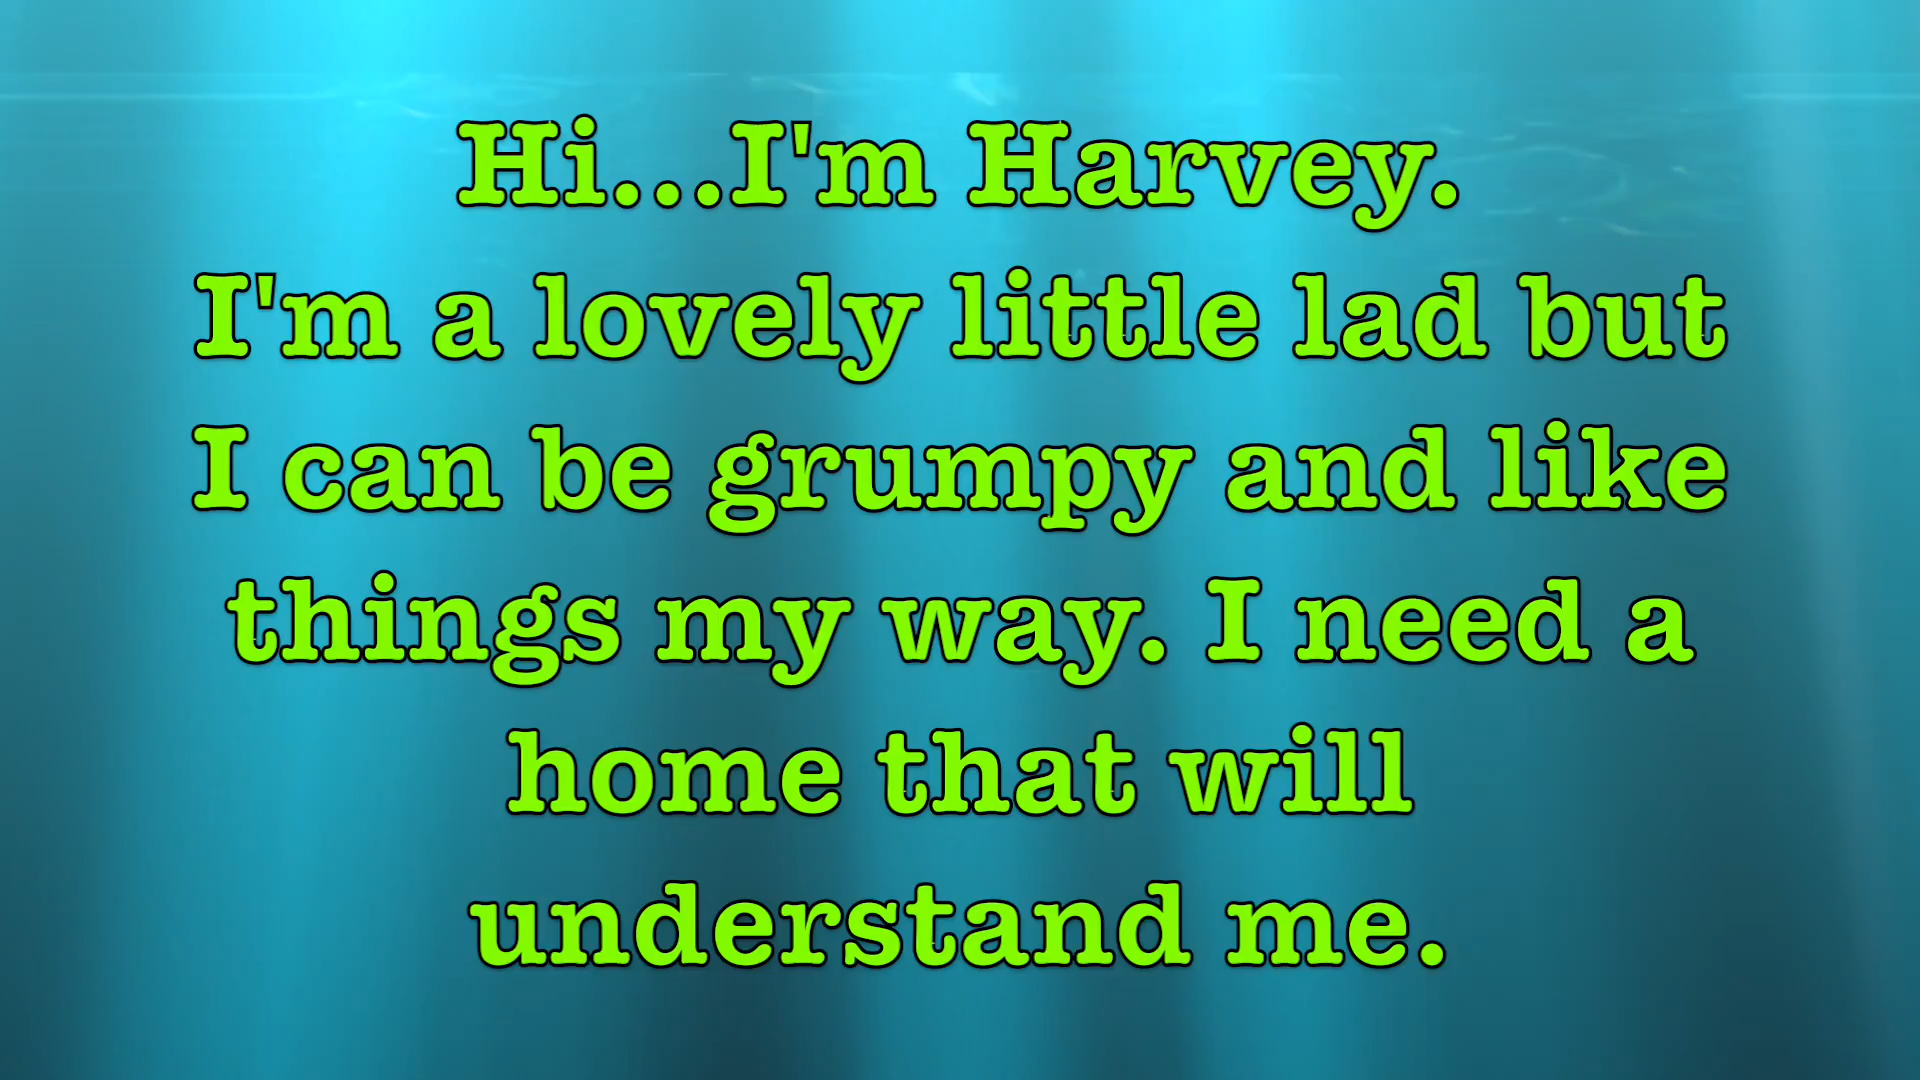 Hi...I'm Harvey.
I'm a lovely little lad but
I can be grumpy and like
things my way. I need a
home that will
understand me.